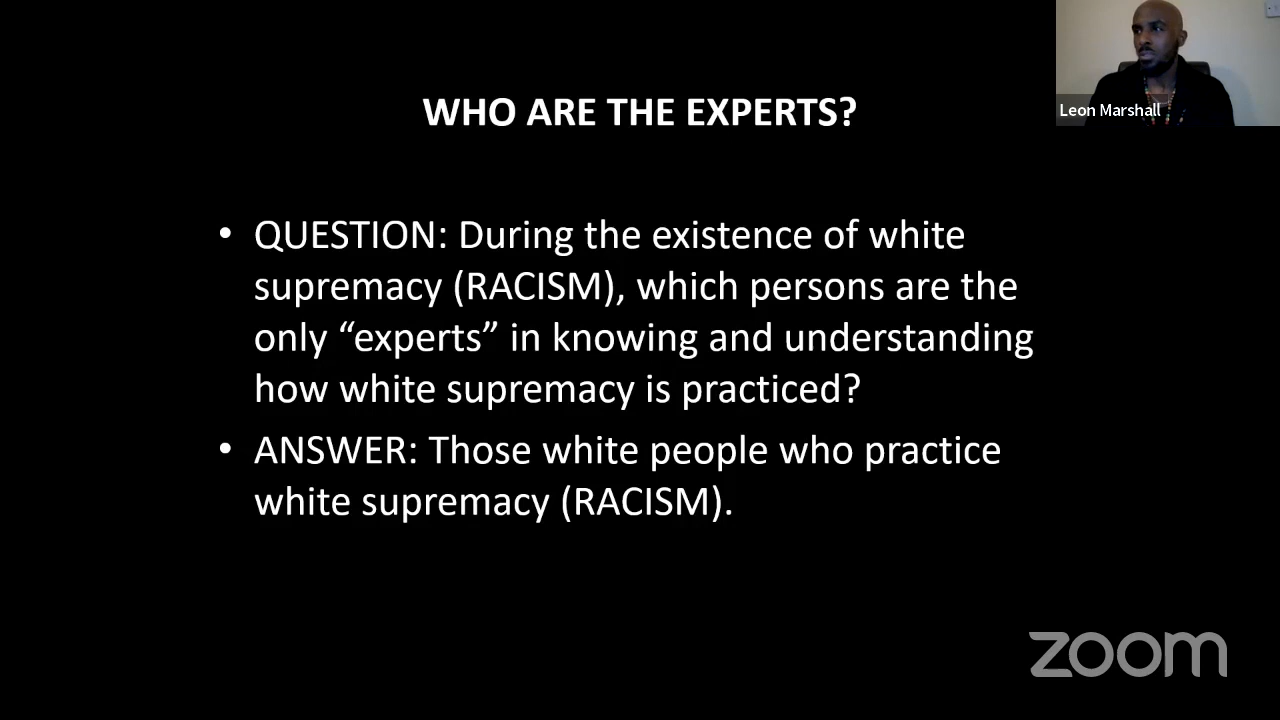 WHO ARE THE EXPERTS?
Leon Marshall
• QUESTION: During the existence of white
supremacy (RACISM), which persons are the
only “experts” in knowing and understanding
how white supremacy is practiced?
• ANSWER: Those white people who practice
white supremacy (RACISM).
zoom